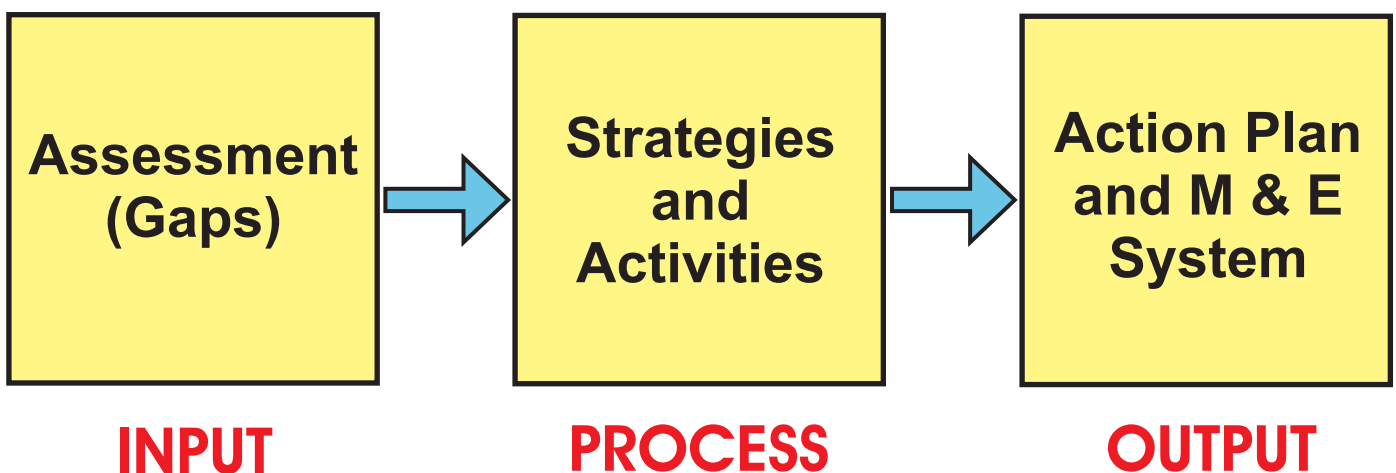 Assessment
(Gaps)
Strategies
and
Activities
Action Plan
and M & E
System
INPUT
PROCESS
OUTPUT